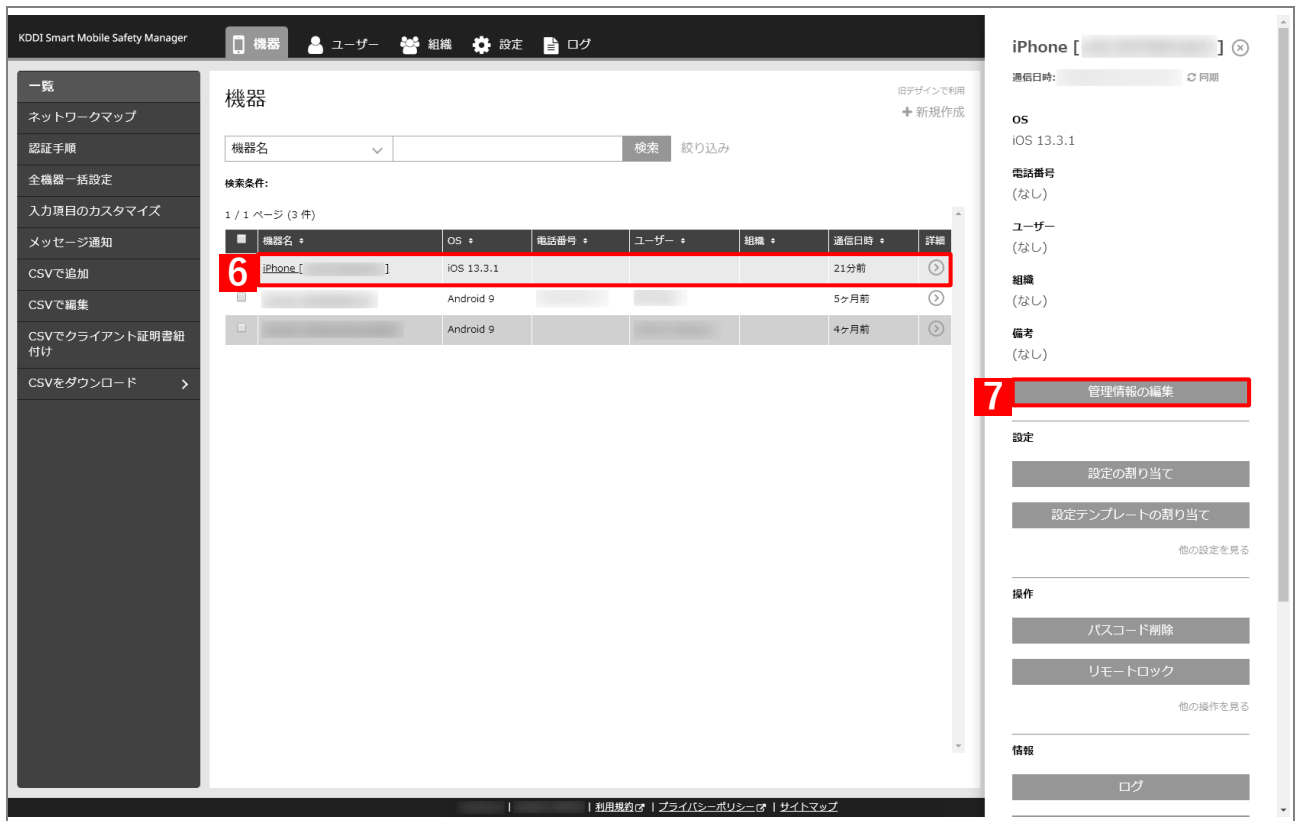 KDDI Smart Mobile Safety Manager
機器 ユーザー 組織 設定 ログ
一覧
ネットワークマップ
認証手順
全機器一括設定
入力項目のカスタマイズ
メッセージ通知
CSVで追加
CSVで編集
CSVでクライアント証明書紐
付け
CSVをダウンロード
機器
旧デザインで利用
新規作成
機器名 検索 絞り込み
検索条件:
1 / 1 ページ (3 件)
機器名 OS 電話番号 ユーザー 組織 通信日時 詳細
6 iPhone [ ] iOS 13.3.1 21分前
Android 9 5ヶ月前
Android 9 4ヶ月前
| | 利用規約 | プライバシーポリシー | サイトマップ
iPhone [ ]
通信日時: 同期
OS
iOS 13.3.1
電話番号
(なし)
ユーザー
(なし)
組織
(なし)
備考
(なし)
7 管理情報の編集
設定
設定の割り当て
設定テンプレートの割り当て
他の設定を見る
操作
パスコード削除
リモートロック
他の操作を見る
情報
ログ